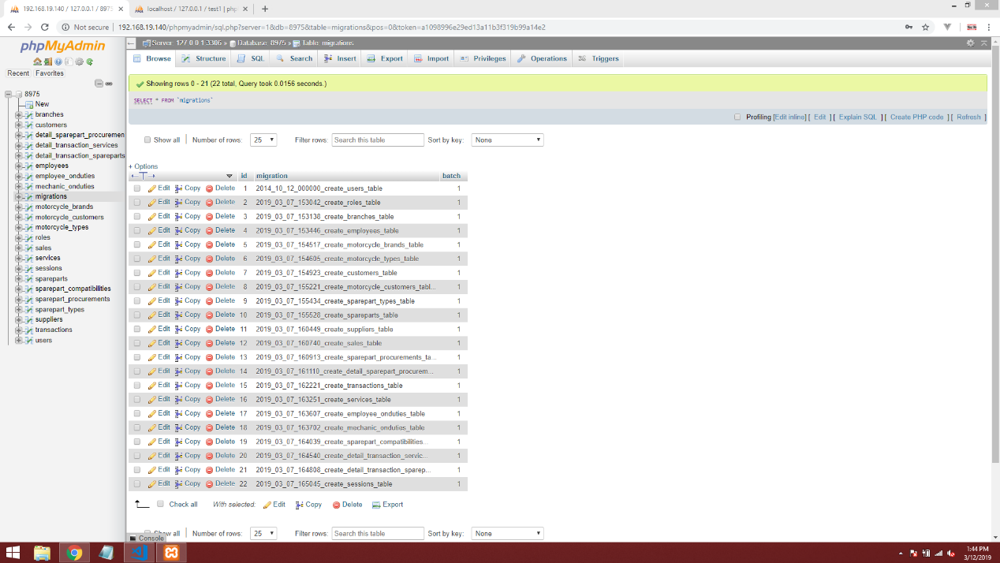 192.168.19.140 / 127.0.0.1 / 897
localhost / 127.0.0.1 / test1 | php
Not secure | 192.168.19.140/phpmyadmin/sql.php?server=1&db=8975&table=migrations&pos=0&token=a1098996e29ed13a11b3f319b99a14e2
phpMyAdmin
Recent Favorites
8975
New
branches
customers
detail_sparepart_procuremen
detail_transaction_services
detail_transaction_spareparts
employees
employee_onduties
mechanic_onduties
migrations
motorcycle_brands
motorcycle_customers
motorcycle_types
roles
sales
services
sessions
spareparts
sparepart_compatibilities
sparepart_procurements
sparepart_types
suppliers
transactions
users
Server: 127.0.0.1:3306 » Database: 8975 » Table: migrations
Browse Structure SQL Search Insert Export Import Privileges Operations Triggers
Showing rows 0 - 21 (22 total, Query took 0.0156 seconds.)
SELECT * FROM `migrations`
Profiling [Edit inline] [ Edit ] [ Explain SQL ] [ Create PHP code ] [ Refresh ]
Show all | Number of rows: 25 Filter rows: Search this table Sort by key: None
+ Options
id migration batch
Edit Copy Delete 1 2014_10_12_000000_create_users_table 1
Edit Copy Delete 2 2019_03_07_153042_create_roles_table 1
Edit Copy Delete 3 2019_03_07_153138_create_branches_table 1
Edit Copy Delete 4 2019_03_07_153446_create_employees_table 1
Edit Copy Delete 5 2019_03_07_154517_create_motorcycle_brands_table 1
Edit Copy Delete 6 2019_03_07_154605_create_motorcycle_types_table 1
Edit Copy Delete 7 2019_03_07_154923_create_customers_table 1
Edit Copy Delete 8 2019_03_07_155221_create_motorcycle_customers_tabl... 1
Edit Copy Delete 9 2019_03_07_155434_create_sparepart_types_table 1
Edit Copy Delete 10 2019_03_07_155528_create_spareparts_table 1
Edit Copy Delete 11 2019_03_07_160449_create_suppliers_table 1
Edit Copy Delete 12 2019_03_07_160740_create_sales_table 1
Edit Copy Delete 13 2019_03_07_160913_create_sparepart_procurements_ta... 1
Edit Copy Delete 14 2019_03_07_161110_create_detail_sparepart_procurem... 1
Edit Copy Delete 15 2019_03_07_162221_create_transactions_table 1
Edit Copy Delete 16 2019_03_07_163251_create_services_table 1
Edit Copy Delete 17 2019_03_07_163607_create_employee_onduties_table 1
Edit Copy Delete 18 2019_03_07_163702_create_mechanic_onduties_table 1
Edit Copy Delete 19 2019_03_07_164039_create_sparepart_compatibilities... 1
Edit Copy Delete 20 2019_03_07_164540_create_detail_transaction_servic... 1
Edit Copy Delete 21 2019_03_07_164808_create_detail_transaction_sparep... 1
Edit Copy Delete 22 2019_03_07_165045_create_sessions_table 1
Check all With selected: Edit Copy Delete Export
Show all | Number of rows: 25 Filter rows: Search this table Sort by key: None
Console
1:44 PM
3/12/2019